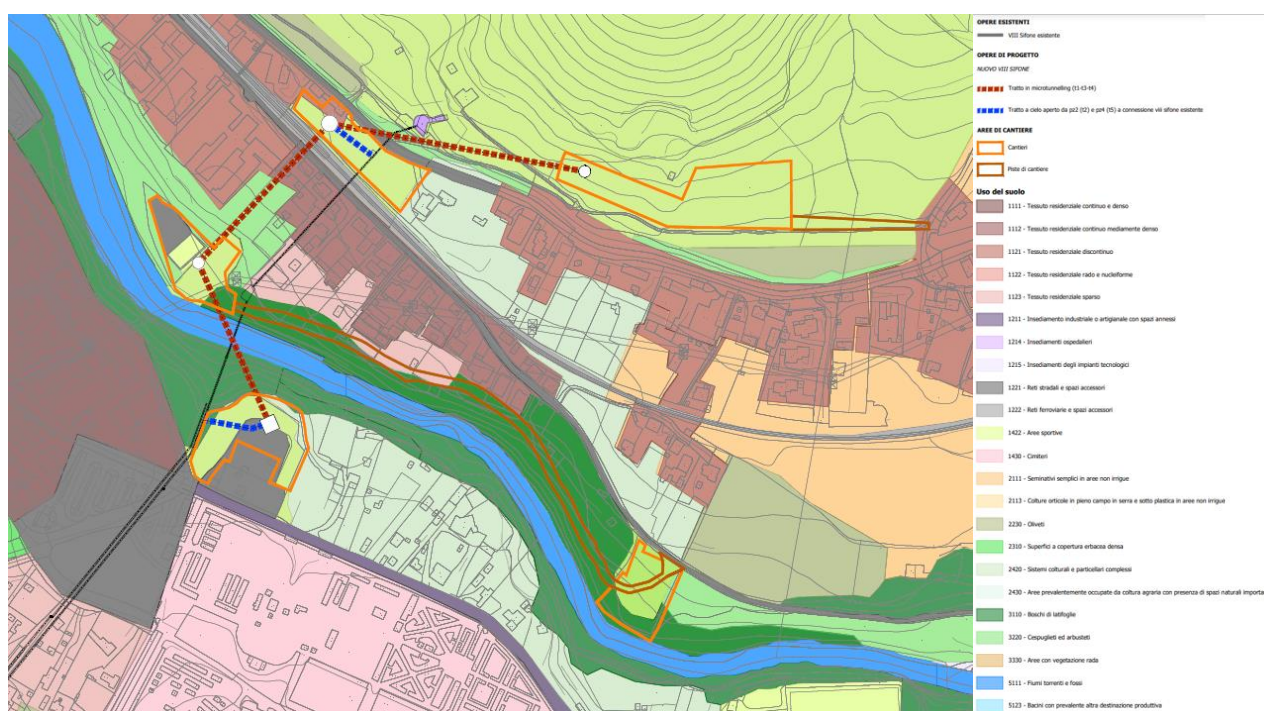 OPERE ESISTENTI
VIII Sifone esistente
OPERE DI PROGETTO
NUOVO VIII SIFONE
Tratto in microtunnelling (t1-t3-t4)
Tratto a cielo aperto da pz2 (t2) e pz4 (t5) a connessione viii sifone esistente
AREE DI CANTIERE
Cantieri
Piste di cantiere
Uso del suolo
1111 - Tessuto residenziale continuo e denso
1112 - Tessuto residenziale continuo mediamente denso
1121 - Tessuto residenziale discontinuo
1122 - Tessuto residenziale rado e nucleiforme
1123 - Tessuto residenziale sparso
1211 - Insediamento industriale o artigianale con spazi annessi
1214 - Insediamenti ospedalieri
1215 - Insediamenti degli impianti tecnologici
1221 - Reti stradali e spazi accessori
1222 - Reti ferroviarie e spazi accessori
1422 - Aree sportive
1430 - Cimiteri
2111 - Seminativi semplici in aree non irrigue
2113 - Colture orticole in pieno campo in serra e sotto plastica in aree non irrigue
2230 - Oliveti
2310 - Superfici a copertura erbacea densa
2420 - Sistemi colturali e particellari complessi
2430 - Aree prevalentemente occupate da coltura agraria con presenza di spazi naturali importa
3110 - Boschi di latifoglie
3220 - Cespuglieti ed arbusteti
3330 - Aree con vegetazione rada
5111 - Fiumi torrenti e fossi
5123 - Bacini con prevalente altra destinazione produttiva